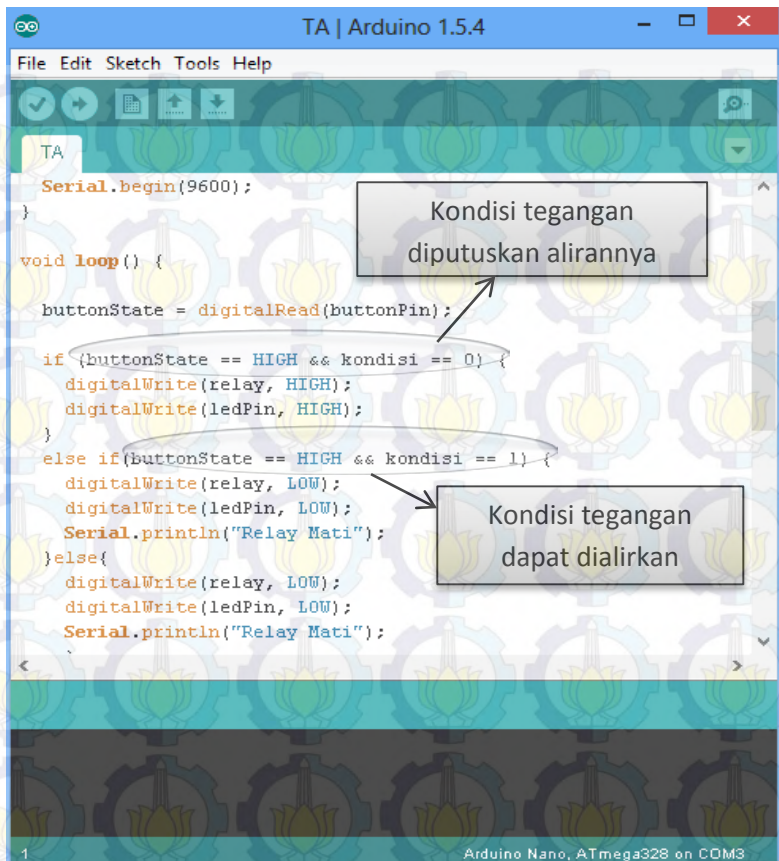 TA | Arduino 1.5.4
File Edit Sketch Tools Help
TA
Serial.begin(9600);
}
Kondisi tegangan
diputuskan alirannya
void loop() {
buttonState = digitalRead(buttonPin);
if (buttonState == HIGH && kondisi == 0) {
digitalWrite(relay, HIGH);
digitalWrite(ledPin, HIGH);
}
else if(buttonState == HIGH && kondisi == 1) {
digitalWrite(relay, LOW);
digitalWrite(ledPin, LOW);
Serial.println("Relay Mati");
Kondisi tegangan
dapat dialirkan
}else{
digitalWrite(relay, LOW);
digitalWrite(ledPin, LOW);
Serial.println("Relay Mati");
1
Arduino Nano, ATmega328 on COM3